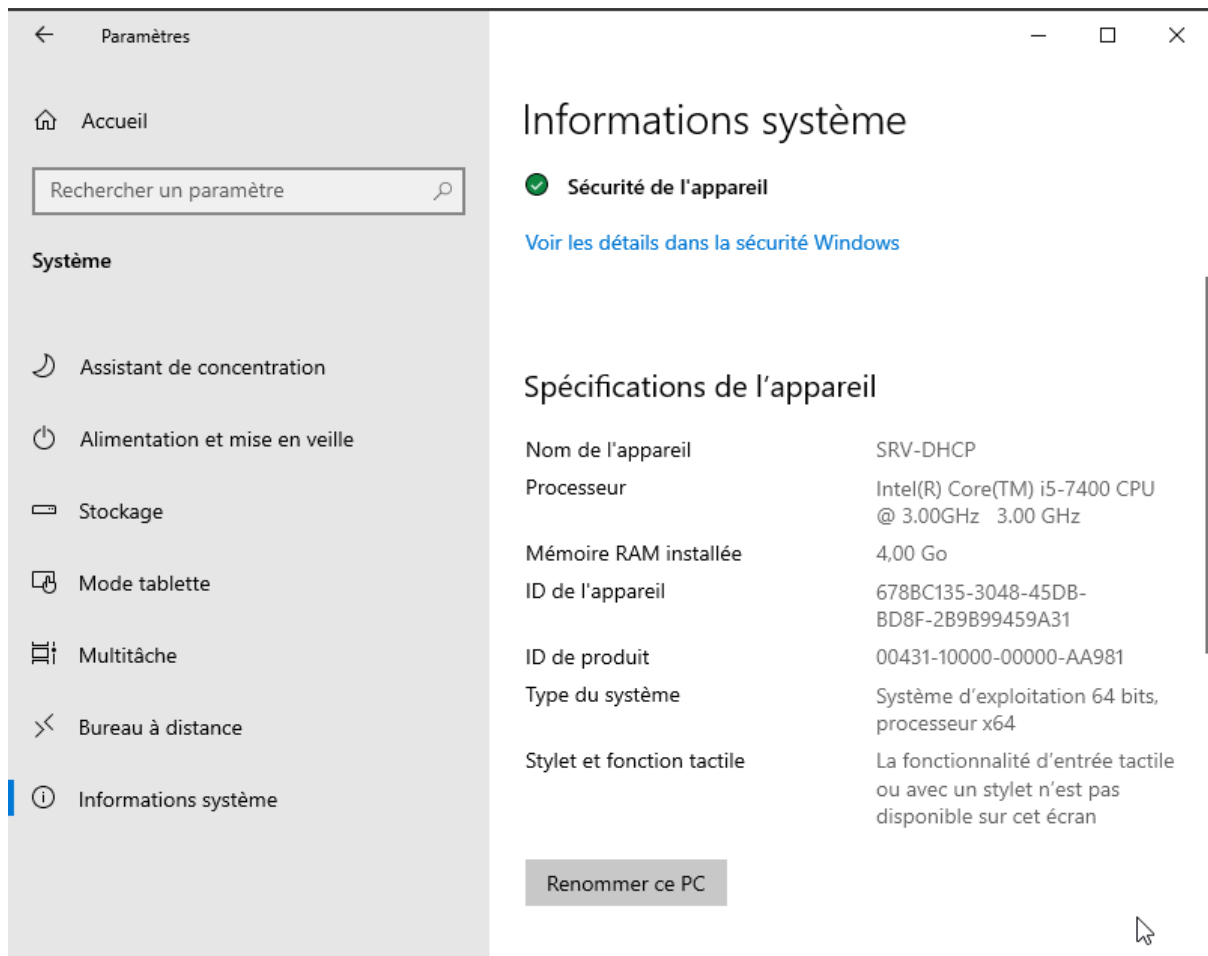 Paramètres
Accueil
Rechercher un paramètre
Système
Assistant de concentration
Alimentation et mise en veille
Stockage
Mode tablette
Multitâche
Bureau à distance
Informations système
Informations système
Sécurité de l'appareil
Voir les détails dans la sécurité Windows
Spécifications de l’appareil
Nom de l'appareil SRV-DHCP
Processeur Intel(R) Core(TM) i5-7400 CPU
@ 3.00GHz 3.00 GHz
Mémoire RAM installée 4,00 Go
ID de l'appareil 678BC135-3048-45DB-
BD8F-2B9B99459A31
ID de produit 00431-10000-00000-AA981
Type du système Système d’exploitation 64 bits,
processeur x64
Stylet et fonction tactile La fonctionnalité d’entrée tactile
ou avec un stylet n’est pas
disponible sur cet écran
Renommer ce PC